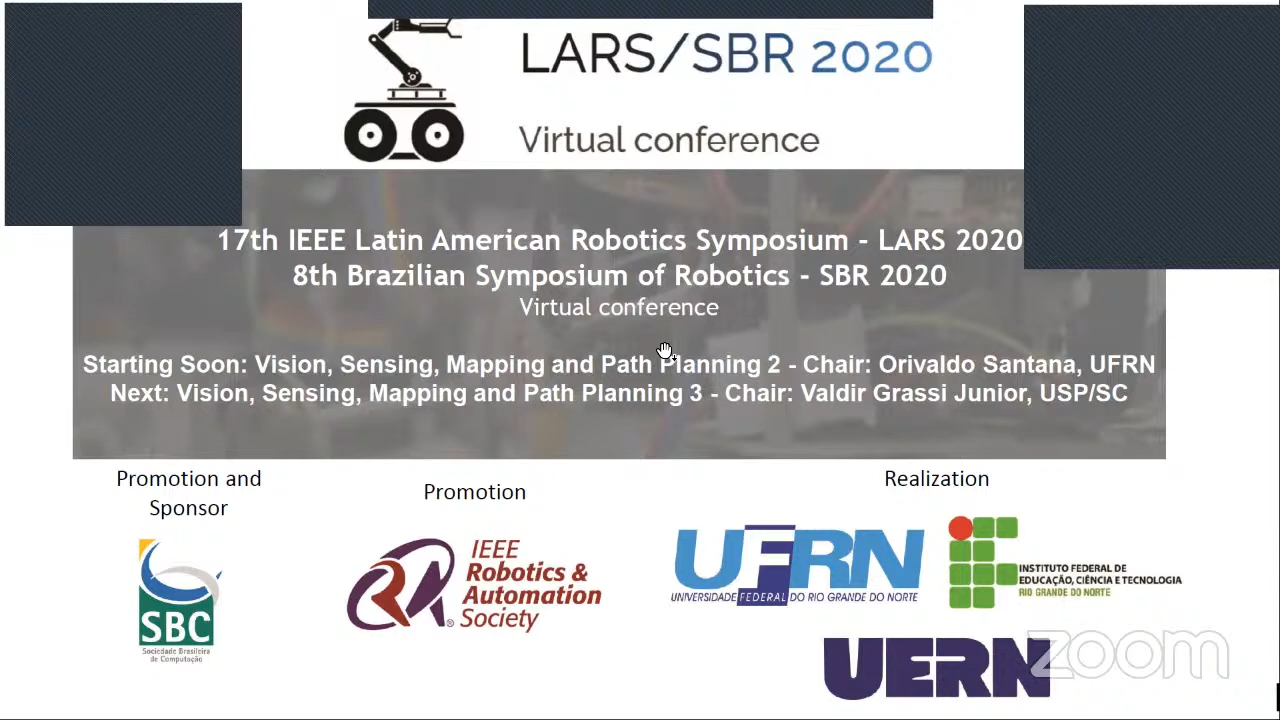 LARS/SBR 2020
Virtual conference
17th IEEE Latin American Robotics Symposium - LARS 2020
8th Brazilian Symposium of Robotics - SBR 2020
Virtual conference
Starting Soon: Vision, Sensing, Mapping and Path Planning 2 - Chair: Orivaldo Santana, UFRN
Next: Vision, Sensing, Mapping and Path Planning 3 - Chair: Valdir Grassi Junior, USP/SC
Promotion and
Sponsor
Promotion
Realization
SBC
Sociedade Brasileira
de Computação
RA
IEEE
Robotics &
Automation
Society
®
UFRN
UNIVERSIDADE FEDERAL DO RIO GRANDE DO NORTE
INSTITUTO FEDERAL DE
EDUCAÇÃO, CIÊNCIA E TECNOLOGIA
RIO GRANDE DO NORTE
UERN
zoom